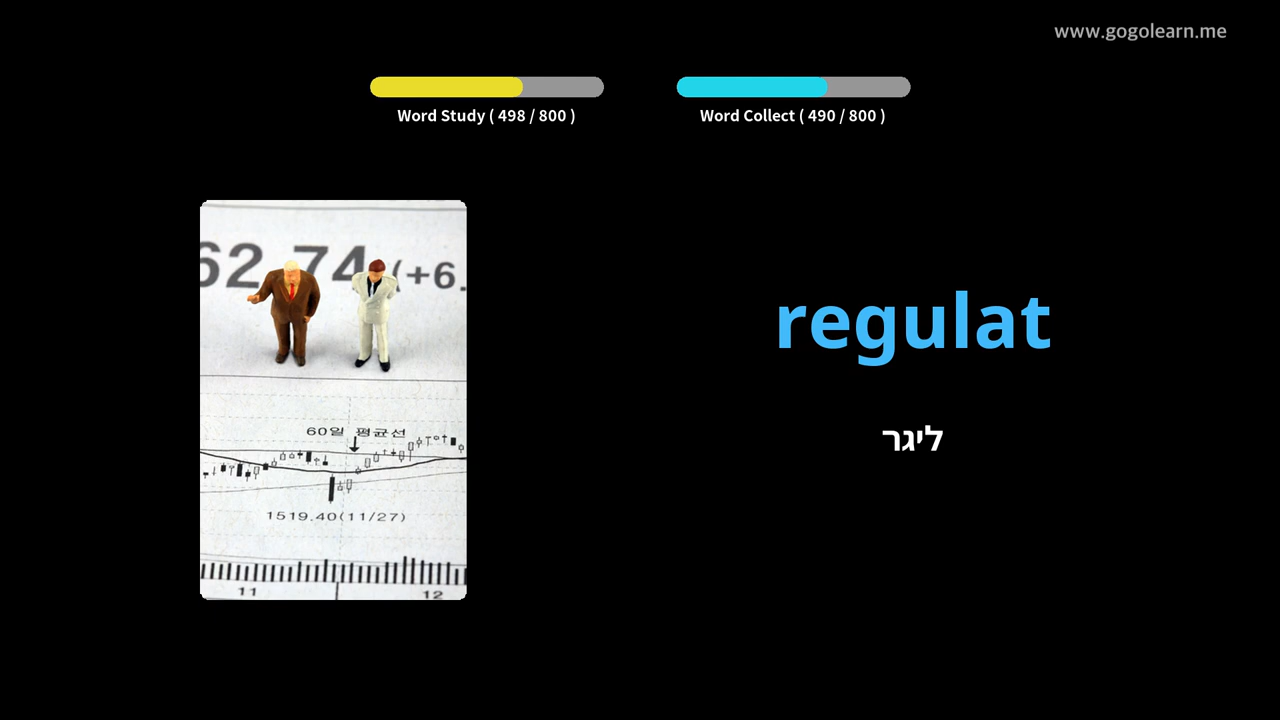 www.gogolearn.me
Word Study ( 498 / 800 )
Word Collect ( 490 / 800 )
62.74 (+6.
60일 평균선
1519.40(11/27)
11
12
regulat
ליגר